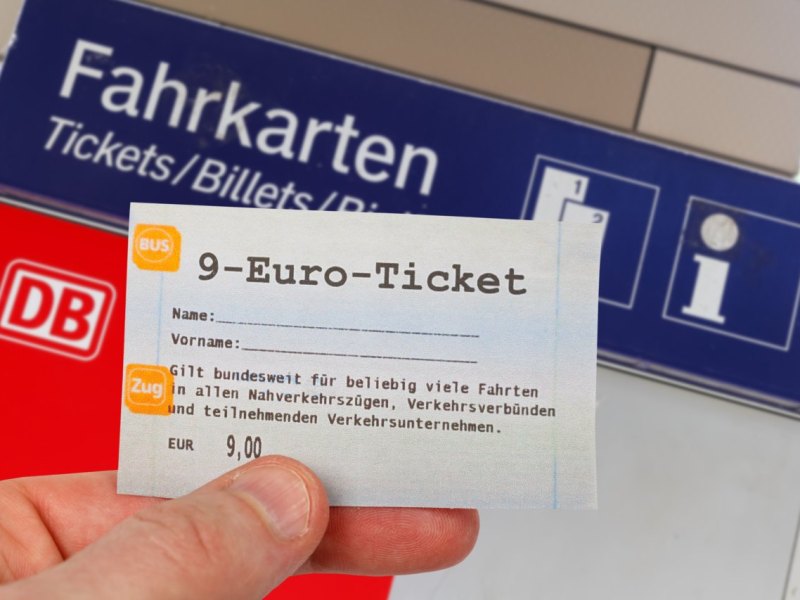 Fahrkarten
Tickets/Billets/
1
2
i
DB
BUS
9-Euro-Ticket
Name:
Vorname:
Zug
Gilt bundesweit für beliebig viele Fahrten
in allen Nahverkehrszügen, Verkehrsverbünden
und teilnehmenden Verkehrsunternehmen.
EUR 9,00